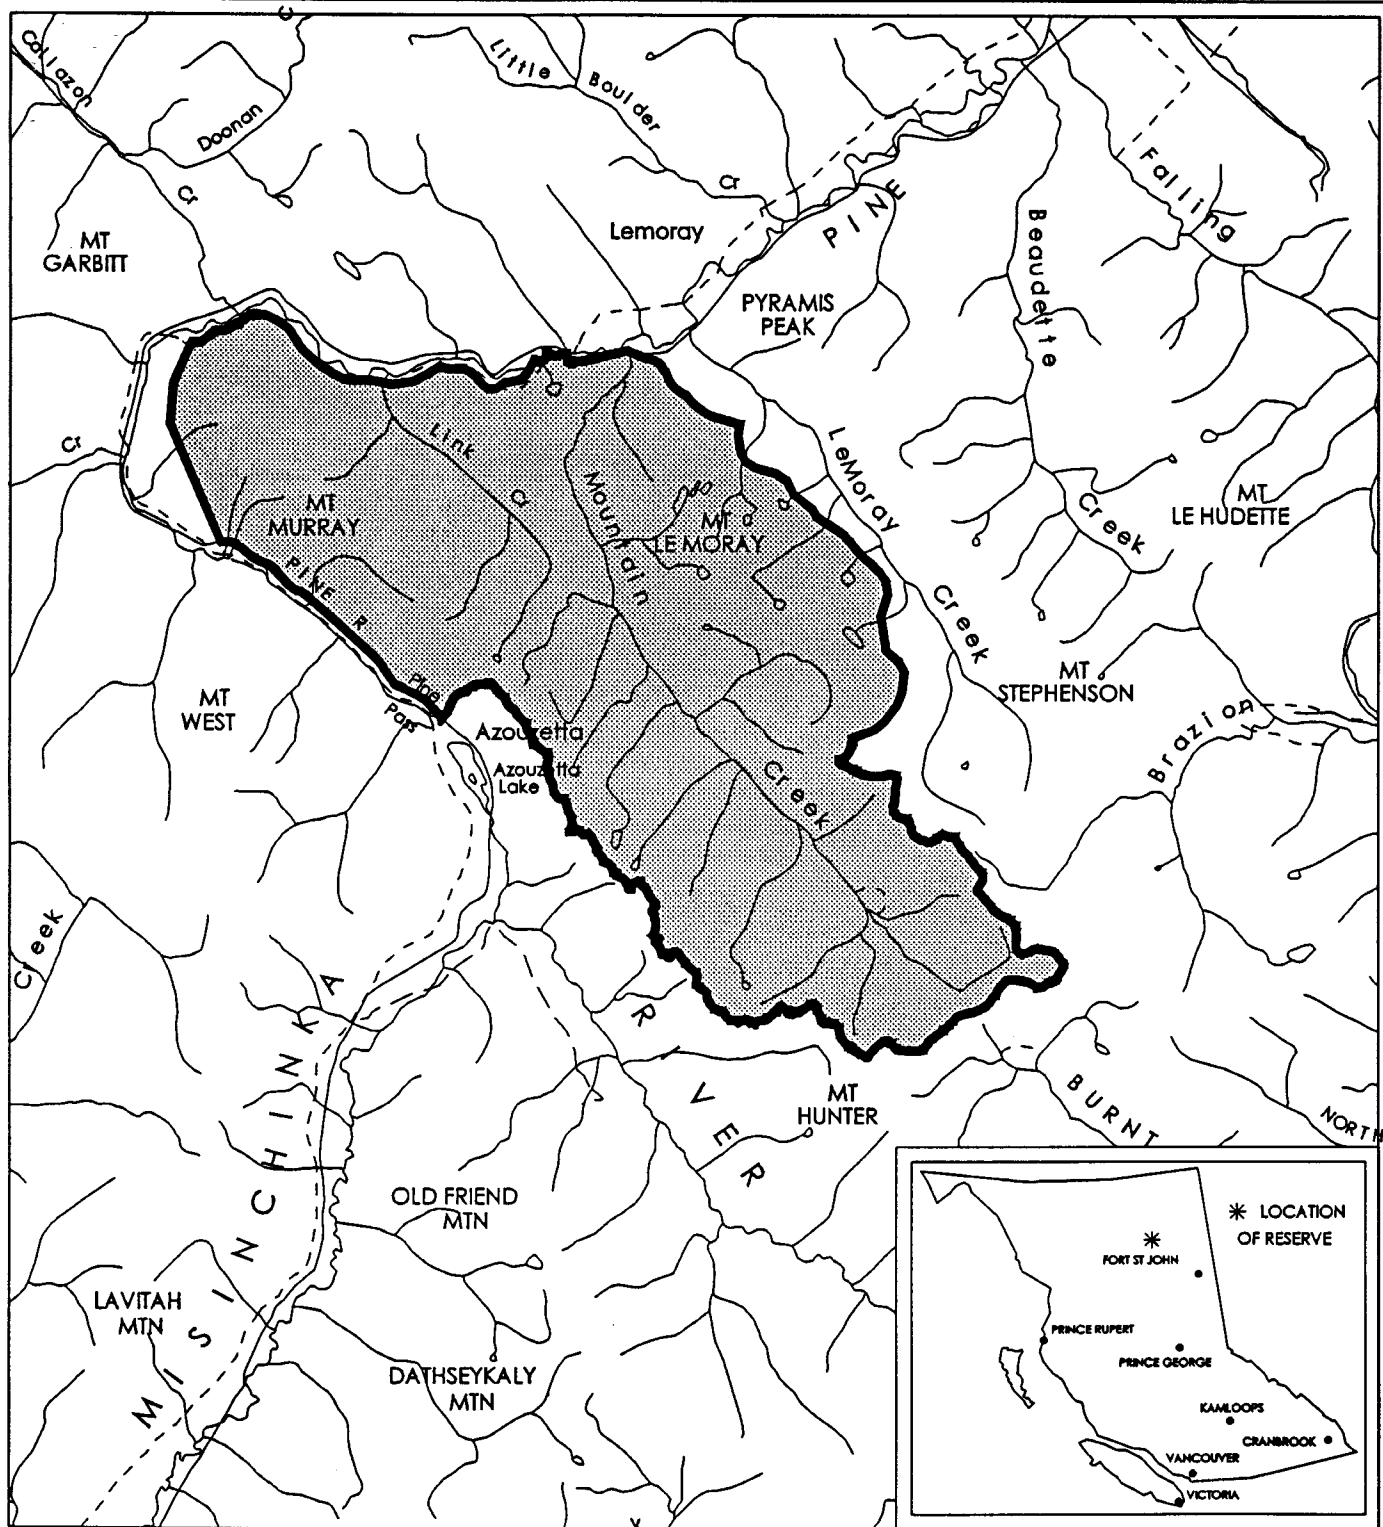 Callazon
Doonan
Cr
Little
Boulder
Cr
Lemoray
PINE
Falling
Beaudette
Creek
MT
GARBITT
PYRAMIS
PEAK
Cr
Link
Cr
Mountain
Creek
LeMoray
Creek
MT
MURRAY
MT
LE MORAY
MT
LE HUDETTE
PINE R
Pine
Pass
MT
WEST
MT
STEPHENSON
Azouzetta
Azouzetta
Lake
Brazion
Creek
MISINCHINKA
RIVER
MT
HUNTER
BURNT
NORTH
OLD FRIEND
MTN
LAVITAH
MTN
DATHSEYKALY
MTN
* LOCATION
OF RESERVE
FORT ST JOHN
PRINCE RUPERT
PRINCE GEORGE
KAMLOOPS
CRANBROOK
VANCOUVER
VICTORIA